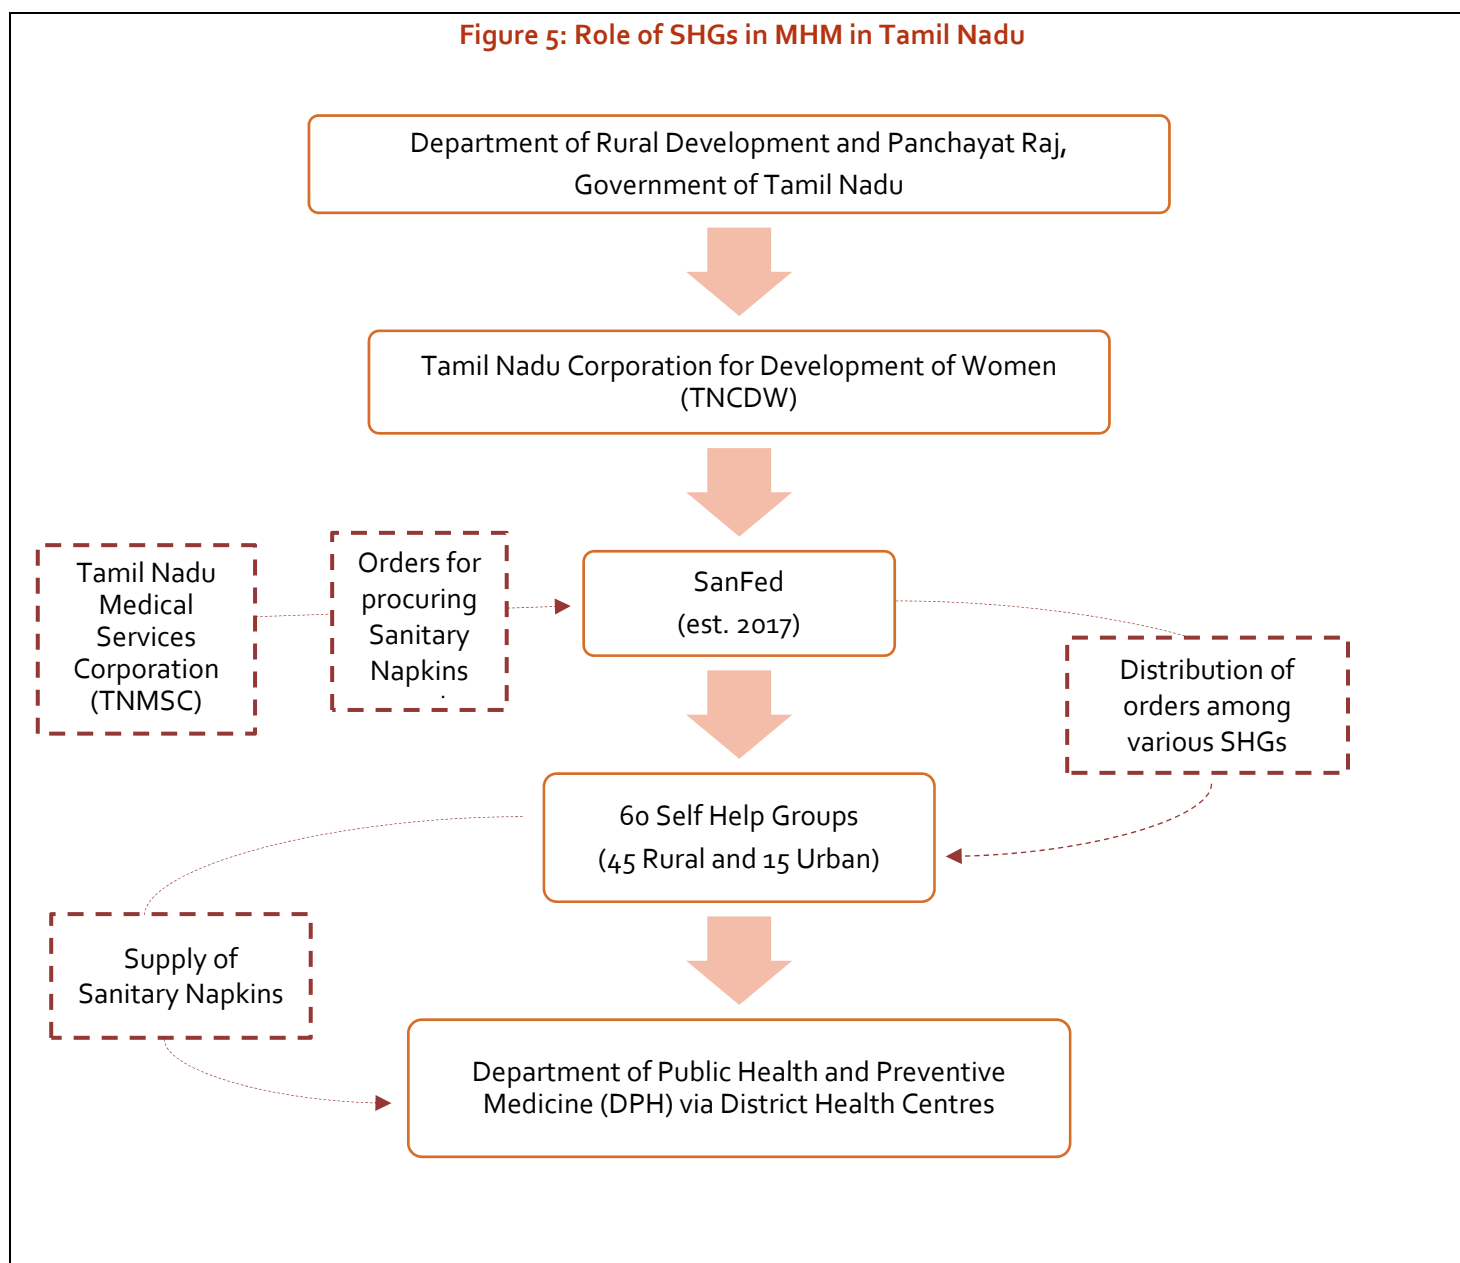 Figure 5: Role of SHGs in MHM in Tamil Nadu
Department of Rural Development and Panchayat Raj,
Government of Tamil Nadu
Tamil Nadu Corporation for Development of Women
(TNCDW)
Tamil Nadu
Medical
Services
Corporation
(TNMSC)
Orders for
procuring
Sanitary
Napkins
SanFed
(est. 2017)
Distribution of
orders among
various SHGs
60 Self Help Groups
(45 Rural and 15 Urban)
Supply of
Sanitary Napkins
Department of Public Health and Preventive
Medicine (DPH) via District Health Centres